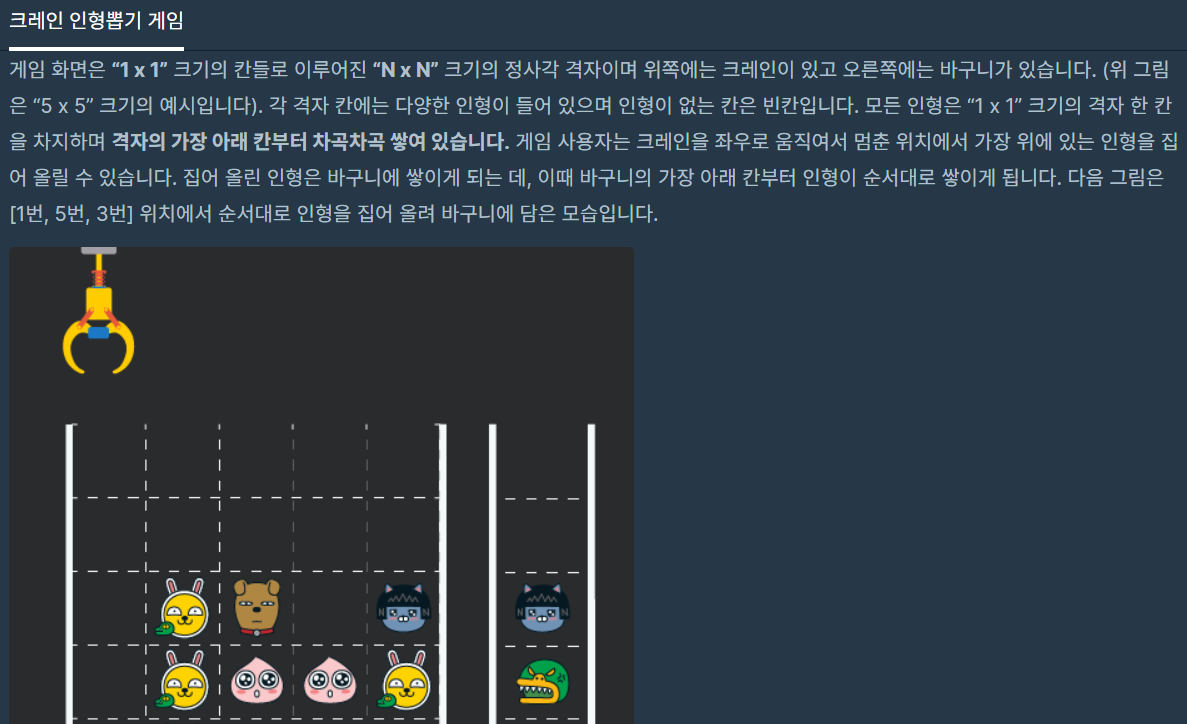 크레인 인형뽑기 게임
게임 화면은 “1 x 1” 크기의 칸들로 이루어진 “N x N” 크기의 정사각 격자이며 위쪽에는 크레인이 있고 오른쪽에는 바구니가 있습니다. (위 그림
은 “5 x 5” 크기의 예시입니다). 각 격자 칸에는 다양한 인형이 들어 있으며 인형이 없는 칸은 빈칸입니다. 모든 인형은 “1 x 1” 크기의 격자 한 칸
을 차지하며 격자의 가장 아래 칸부터 차곡차곡 쌓여 있습니다. 게임 사용자는 크레인을 좌우로 움직여서 멈춘 위치에서 가장 위에 있는 인형을 집
어 올릴 수 있습니다. 집어 올린 인형은 바구니에 쌓이게 되는 데, 이때 바구니의 가장 아래 칸부터 인형이 순서대로 쌓이게 됩니다. 다음 그림은
[1번, 5번, 3번] 위치에서 순서대로 인형을 집어 올려 바구니에 담은 모습입니다.